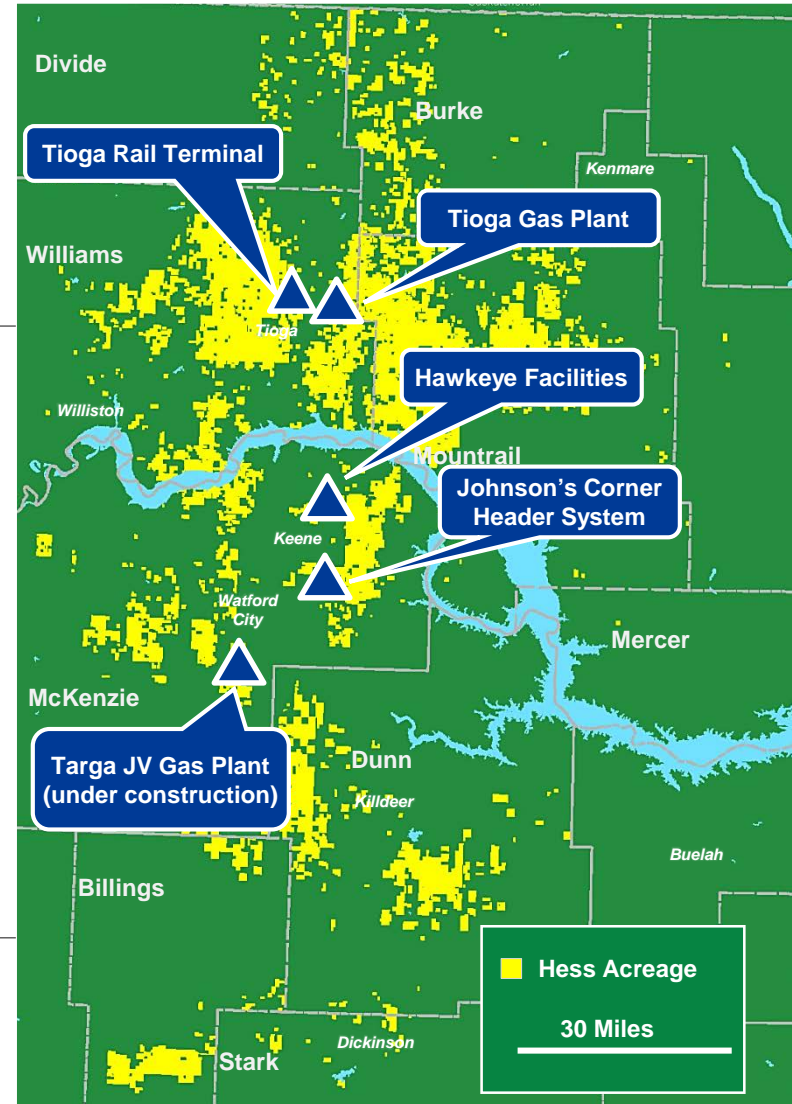 Divide
Burke
Tioga Rail Terminal
Kenmare
Tioga Gas Plant
Williams
Tioga
Hawkeye Facilities
Williston
Mountrail
Johnson's Corner
Header System
Keene
Watford
City
Mercer
McKenzie
Targa JV Gas Plant
(under construction)
Dunn
Killdeer
Buelah
Billings
Hess Acreage
30 Miles
Dickinson
Stark